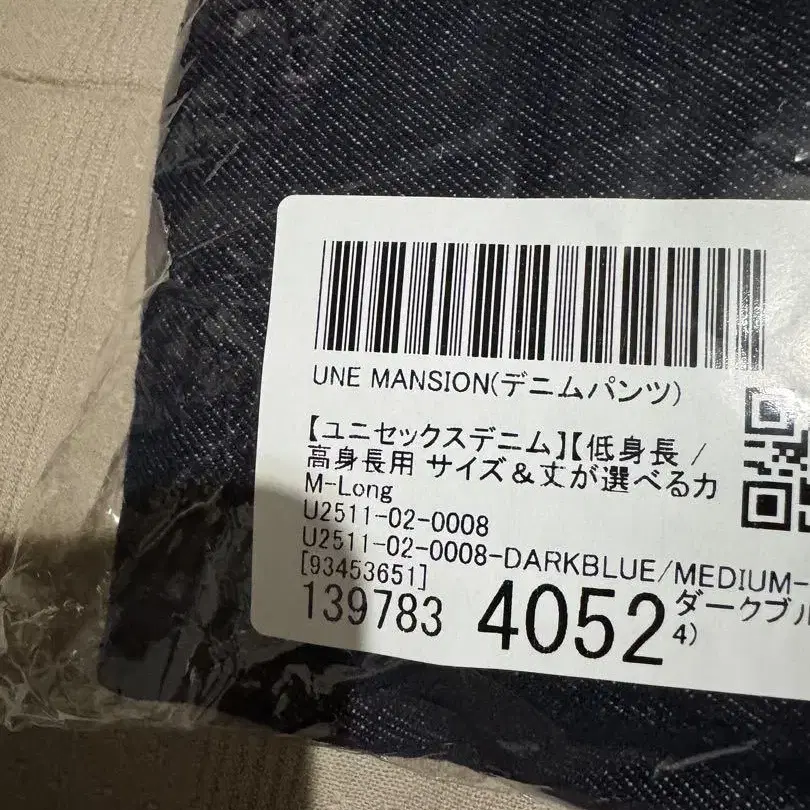 UNE MANSION(デニムパンツ)
【ユニセックスデニム】【低身長 /
高身長用 サイズ＆丈が選べるカ
M-Long
U2511-02-0008
U2511-02-0008-DARKBLUE/MEDIUM-
[93453651]
139783 4052 ダークブル
4)